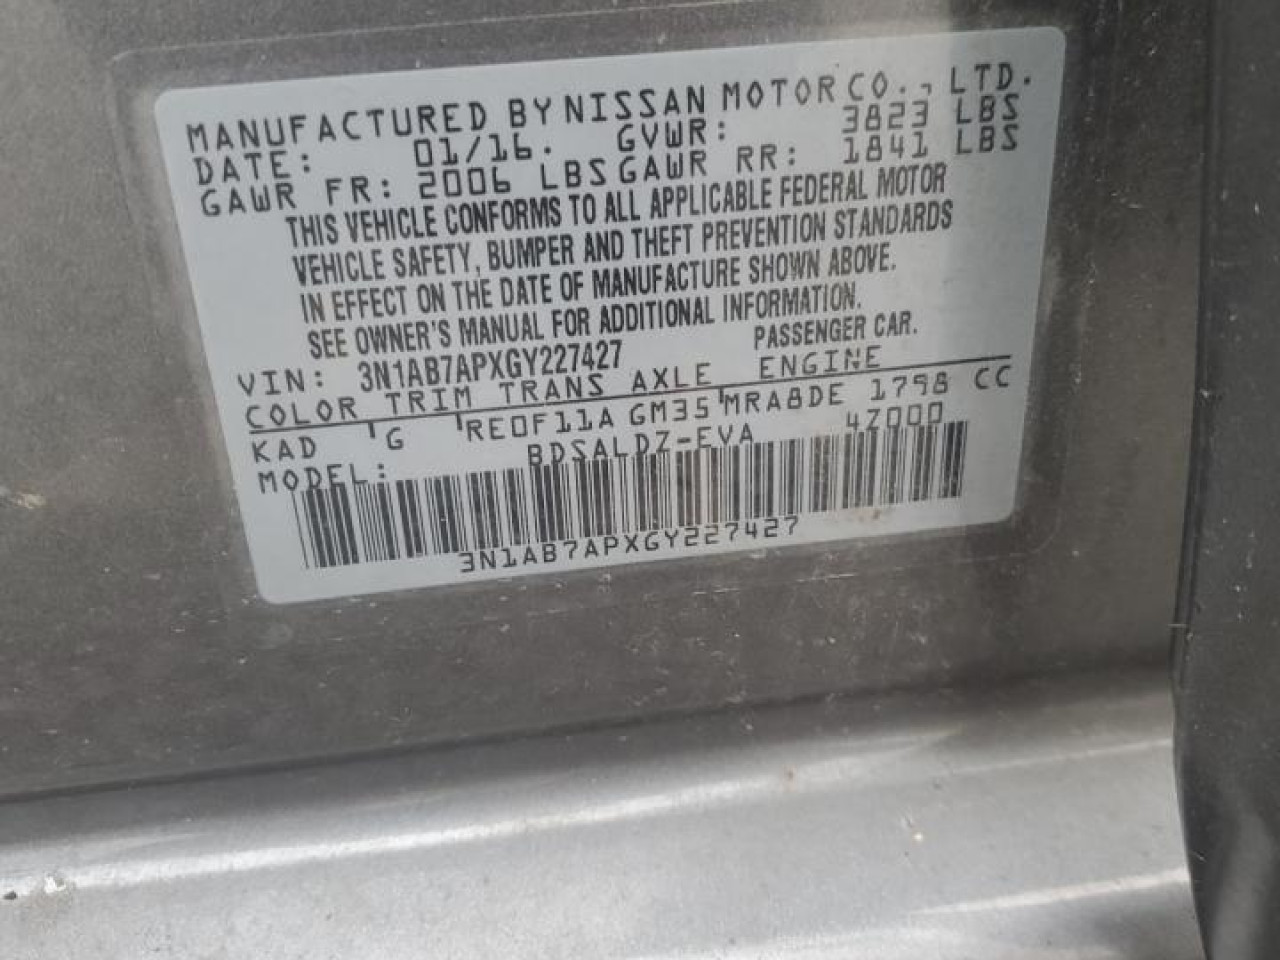 MANUFACTURED BY NISSAN MOTOR CO., LTD.
DATE: 01/16. GVWR: 3823 LBS
GAWR FR: 2006 LBS GAWR RR: 1841 LBS
THIS VEHICLE CONFORMS TO ALL APPLICABLE FEDERAL MOTOR
VEHICLE SAFETY, BUMPER AND THEFT PREVENTION STANDARDS
IN EFFECT ON THE DATE OF MANUFACTURE SHOWN ABOVE.
SEE OWNER'S MANUAL FOR ADDITIONAL INFORMATION.
VIN: 3N1AB7APXGY227427 PASSENGER CAR.
COLOR TRIM TRANS AXLE ENGINE
KAD G RE0F11A GM35 MRA8DE 1798 CC
MODEL: BDSALDZ-EVA 4Z000
3N1AB7APXGY227427